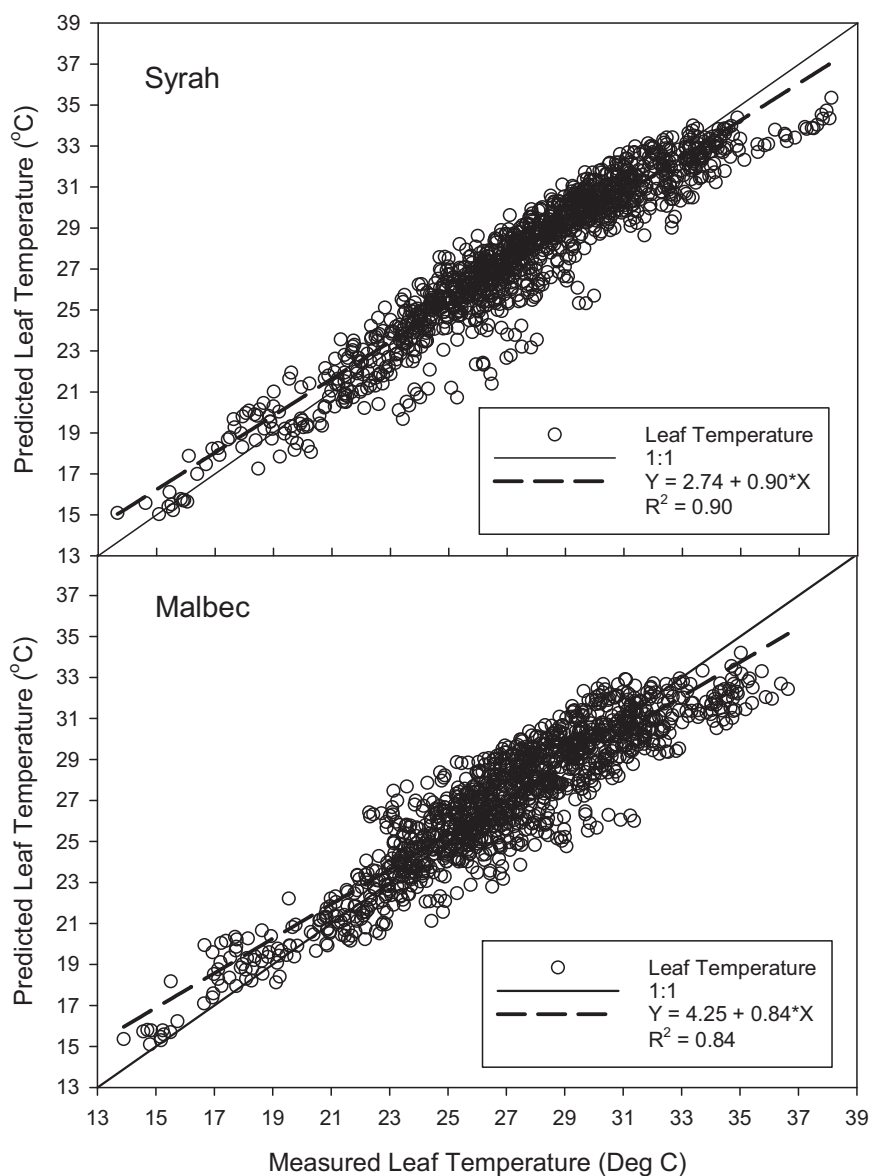 39
37
35
33
31
29
27
25
23
21
19
17
15
13
Predicted Leaf Temperature (°C)
Syrah
Leaf Temperature
1:1
Y = 2.74 + 0.90*X
R² = 0.90
37
35
33
31
29
27
25
23
21
19
17
15
13
Predicted Leaf Temperature (°C)
Malbec
Leaf Temperature
1:1
Y = 4.25 + 0.84*X
R² = 0.84
13 15 17 19 21 23 25 27 29 31 33 35 37 39
Measured Leaf Temperature (Deg C)